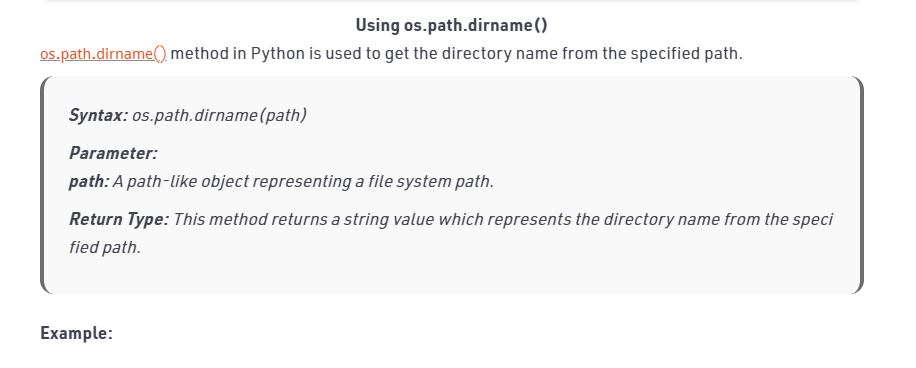 Using os.path.dirname()
os.path.dirname() method in Python is used to get the directory name from the specified path.
Syntax: os.path.dirname(path)
Parameter:
path: A path-like object representing a file system path.
Return Type: This method returns a string value which represents the directory name from the speci
fied path.
Example: